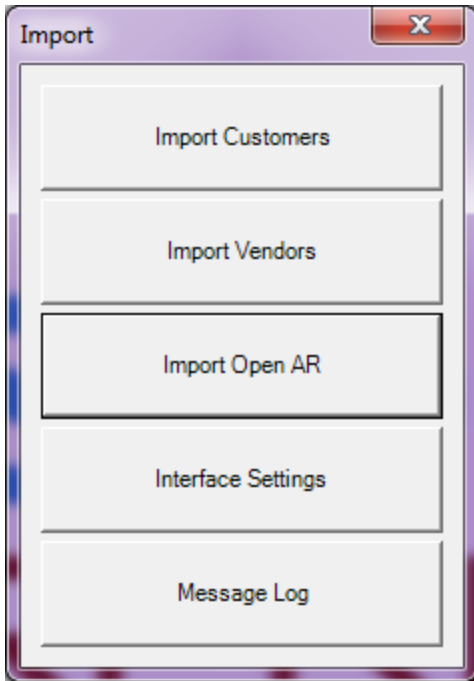 Import
Import Customers
Import Vendors
Import Open AR
Interface Settings
Message Log